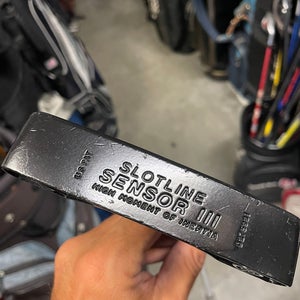 SLOTLINE
SENSOR III
HIGH MOMENT OF INERTIA